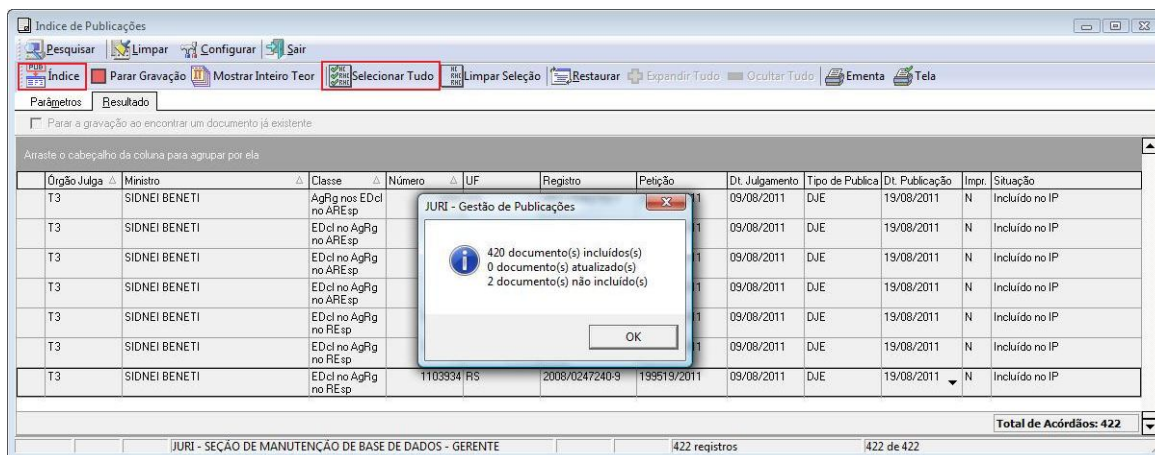 Indice de Publicações
Pesquisar Limpar Configurar Sair
Índice Parar Gravação Mostrar Inteiro Teor Selecionar Tudo Limpar Seleção Restaurar Expandir Tudo Ocultar Tudo Ementa Tela
Parâmetros Resultado
Parar a gravação ao encontrar um documento já existente
Arraste o cabeçalho da coluna para agrupar por ela
Órgão Julga Ministro Classe Número UF Registro Petição Dt. Julgamento Tipo de Publica Dt. Publicação Impr. Situação
T3 SIDNEI BENETI AgRg nos EDcl 09/08/2011 DJE 19/08/2011 N Incluído no IP
no AREsp
T3 SIDNEI BENETI EDcl no AgRg 09/08/2011 DJE 19/08/2011 N Incluído no IP
no AREsp
T3 SIDNEI BENETI EDcl no AgRg 09/08/2011 DJE 19/08/2011 N Incluído no IP
no AREsp
T3 SIDNEI BENETI EDcl no AgRg 09/08/2011 DJE 19/08/2011 N Incluído no IP
no AREsp
T3 SIDNEI BENETI EDcl no AgRg 09/08/2011 DJE 19/08/2011 N Incluído no IP
no REsp
T3 SIDNEI BENETI EDcl no AgRg 09/08/2011 DJE 19/08/2011 N Incluído no IP
no REsp
T3 SIDNEI BENETI EDcl no AgRg 1103934 RS 2008/0247240-9 199519/2011 09/08/2011 DJE 19/08/2011 N Incluído no IP
no REsp
JURI - Gestão de Publicações
420 documento(s) incluídos(s)
0 documento(s) atualizado(s)
2 documento(s) não incluído(s)
OK
Total de Acórdãos: 422
JURI - SEÇÃO DE MANUTENÇÃO DE BASE DE DADOS - GERENTE 422 registros 422 de 422